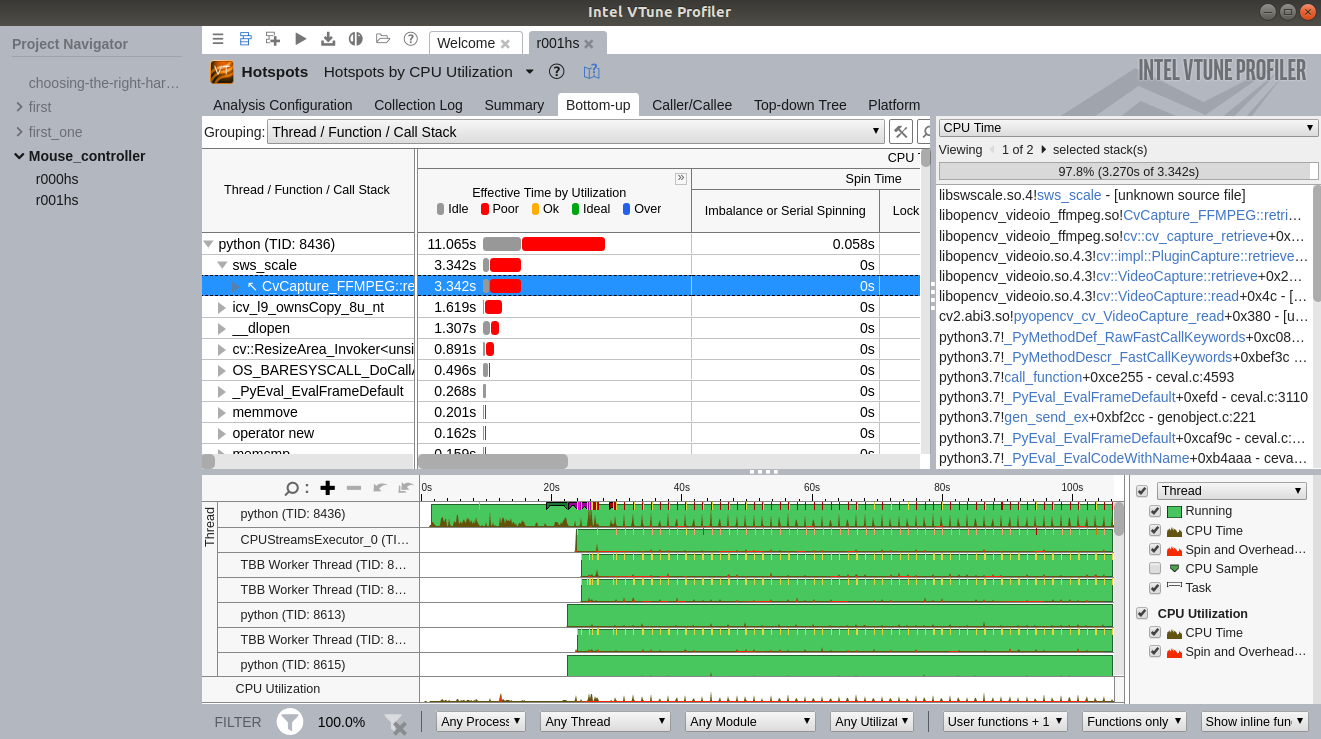 Intel VTune Profiler
Project Navigator
choosing-the-right-har...
first
first_one
Mouse_controller
r000hs
r001hs
Welcome
r001hs
Hotspots Hotspots by CPU Utilization
INTEL VTUNE PROFILER
Analysis Configuration Collection Log Summary Bottom-up Caller/Callee Top-down Tree Platform
Grouping: Thread / Function / Call Stack
Thread / Function / Call Stack
CPU T
Effective Time by Utilization
Idle Poor Ok Ideal Over
Spin Time
Imbalance or Serial Spinning Lock
python (TID: 8436) 11.065s 0.058s
sws_scale 3.342s 0s
CvCapture_FFMPEG::re 3.342s 0s
icv_l9_ownsCopy_8u_nt 1.619s 0s
__dlopen 1.307s 0s
cv::ResizeArea_Invoker<unsi 0.891s 0s
OS_BARESYSCALL_DoCallA 0.496s 0s
_PyEval_EvalFrameDefault 0.268s 0s
memmove 0.201s 0s
operator new 0.162s 0s
memcmp 0.159s 0s
CPU Time
Viewing 1 of 2 selected stack(s)
97.8% (3.270s of 3.342s)
libswscale.so.4!sws_scale - [unknown source file]
libopencv_videoio_ffmpeg.so!CvCapture_FFMPEG::retri...
libopencv_videoio_ffmpeg.so!cv::cv_capture_retrieve+0x...
libopencv_videoio.so.4.3!cv::impl::PluginCapture::retrieve...
libopencv_videoio.so.4.3!cv::VideoCapture::retrieve+0x2...
libopencv_videoio.so.4.3!cv::VideoCapture::read+0x4c - [...
cv2.abi3.so!pyopencv_cv_VideoCapture_read+0x380 - [u...
python3.7!_PyMethodDef_RawFastCallKeywords+0xc08...
python3.7!_PyMethodDescr_FastCallKeywords+0xbef3c ...
python3.7!call_function+0xce255 - ceval.c:4593
python3.7!_PyEval_EvalFrameDefault+0xefd - ceval.c:3110
python3.7!gen_send_ex+0xbf2cc - genobject.c:221
python3.7!_PyEval_EvalFrameDefault+0xcaf9c - ceval.c:...
python3.7!_PyEval_EvalCodeWithName+0xb4aaa - ceva...
0s 20s 40s 60s 80s 100s
Thread
python (TID: 8436)
CPUStreamsExecutor_0 (TI...
TBB Worker Thread (TID: 8...
TBB Worker Thread (TID: 8...
python (TID: 8613)
TBB Worker Thread (TID: 8...
python (TID: 8615)
CPU Utilization
Thread
Running
CPU Time
Spin and Overhead...
CPU Sample
Task
CPU Utilization
CPU Time
Spin and Overhead...
FILTER 100.0% Any Process Any Thread Any Module Any Utilizat User functions + 1 Functions only Show inline fun